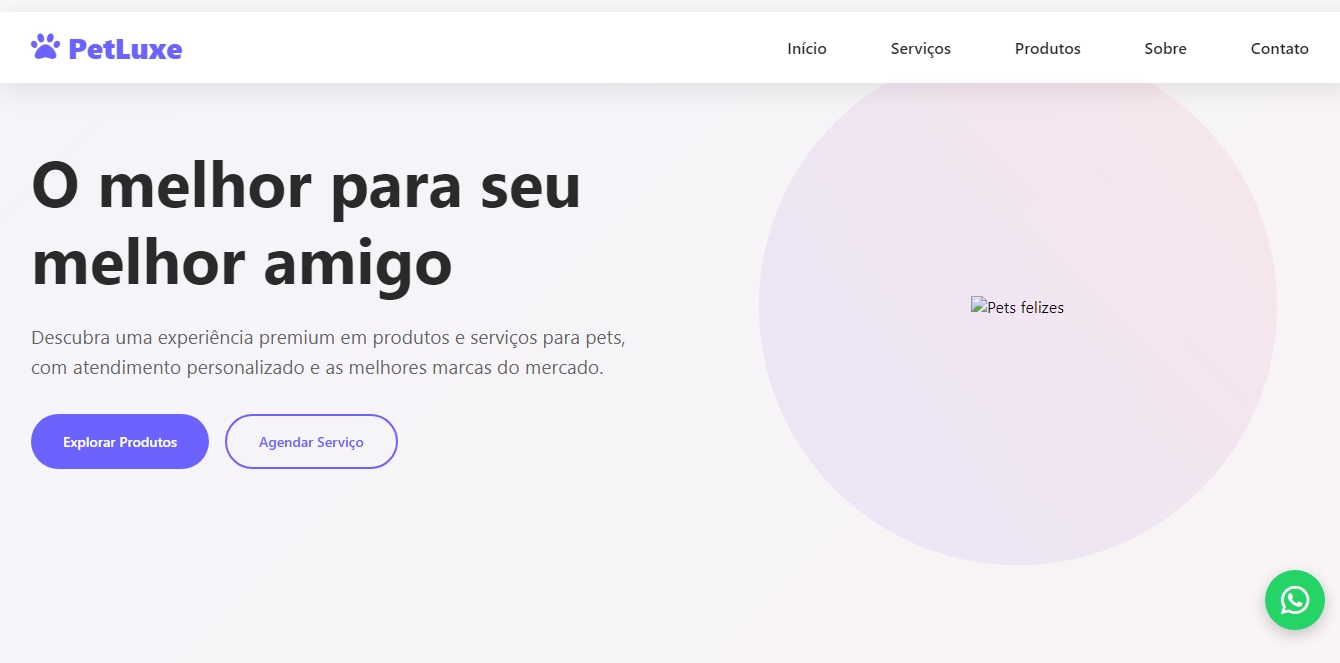 PetLuxe
Início Serviços Produtos Sobre Contato
O melhor para seu
melhor amigo
Descubra uma experiência premium em produtos e serviços para pets,
com atendimento personalizado e as melhores marcas do mercado.
Explorar Produtos
Agendar Serviço
Pets felizes